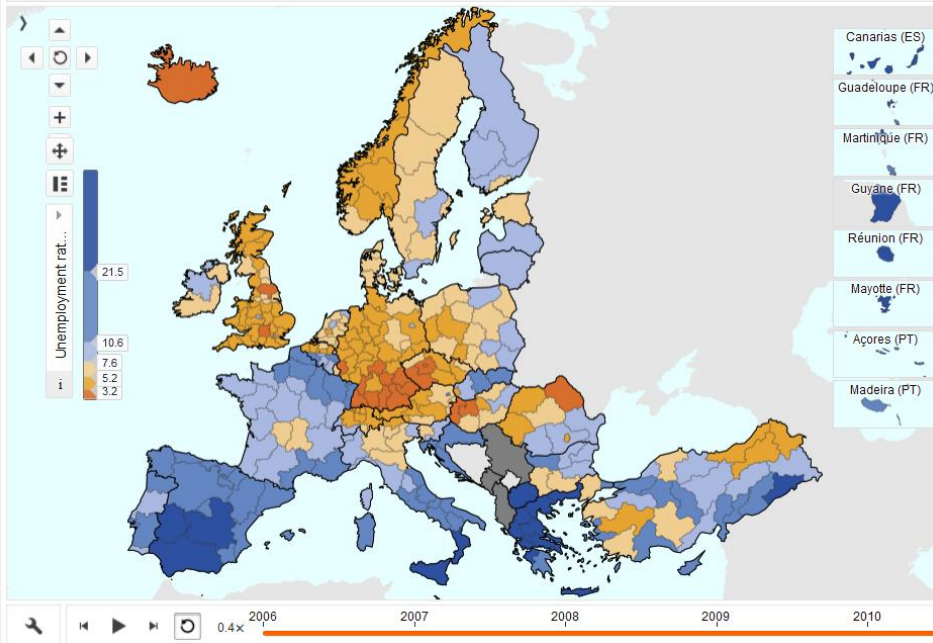 Canarias (ES)
Guadeloupe (FR)
Martinique (FR)
Guyane (FR)
Réunion (FR)
Mayotte (FR)
Açores (PT)
Madeira (PT)
Unemployment rat...
21.5
10.6
7.6
5.2
3.2
i
0.4×
2006
2007
2008
2009
2010